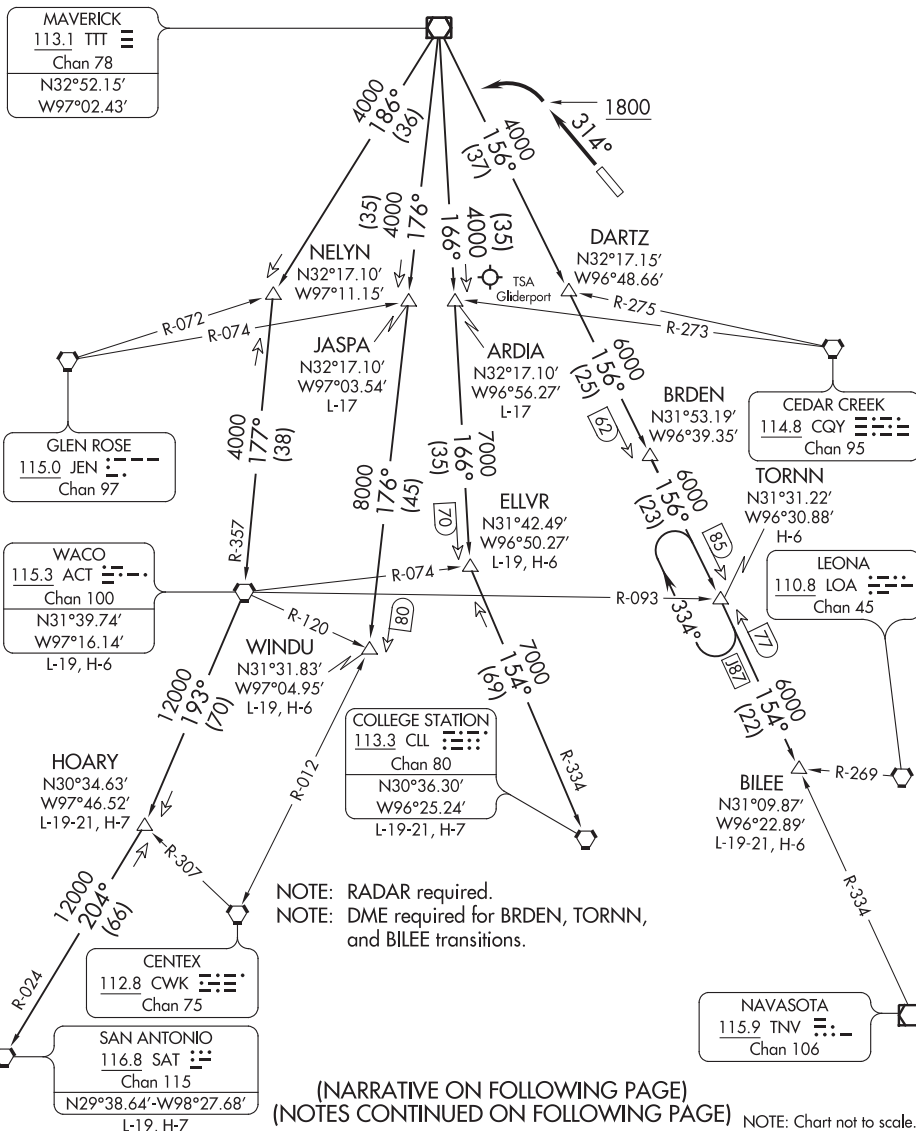 MAVERICK
113.1 TTT
Chan 78
N32°52.15'
W97°02.43'
4000
186°
(36)
(35)
4000
176°
(35)
4000
166°
4000
156°
(37)
1800
314°
NELYN
N32°17.10'
W97°11.15'
TSA
Gliderport
DARTZ
N32°17.15'
W96°48.66'
R-072
R-074
R-275
R-273
JASPA
N32°17.10'
W97°03.54'
L-17
ARDIA
N32°17.10'
W96°56.27'
L-17
6000
156°
(25)
62
BRDEN
N31°53.19'
W96°39.35'
GLEN ROSE
115.0 JEN
Chan 97
CEDAR CREEK
114.8 CQY
Chan 95
4000
177°
(38)
R-357
8000
176°
(45)
7000
166°
(35)
70
ELLVR
N31°42.49'
W96°50.27'
L-19, H-6
6000
156°
(23)
85
TORNN
N31°31.22'
W96°30.88'
H-6
WACO
115.3 ACT
Chan 100
N31°39.74'
W97°16.14'
L-19, H-6
R-074
R-093
R-120
LEONA
110.8 LOA
Chan 45
WINDU
N31°31.83'
W97°04.95'
L-19, H-6
80
334°
J87
77
12000
193°
(70)
7000
154°
(69)
R-334
6000
154°
(22)
COLLEGE STATION
113.3 CLL
Chan 80
N30°36.30'
W96°25.24'
L-19-21, H-7
HOARY
N30°34.63'
W97°46.52'
L-19-21, H-7
R-012
R-269
BILEE
N31°09.87'
W96°22.89'
L-19-21, H-6
R-307
R-334
12000
204°
(66)
R-024
NOTE: RADAR required.
NOTE: DME required for BRDEN, TORNN,
and BILEE transitions.
CENTEX
112.8 CWK
Chan 75
NAVASOTA
115.9 TNV
Chan 106
SAN ANTONIO
116.8 SAT
Chan 115
N29°38.64'-W98°27.68'
L-19, H-7
(NARRATIVE ON FOLLOWING PAGE)
(NOTES CONTINUED ON FOLLOWING PAGE)
NOTE: Chart not to scale.